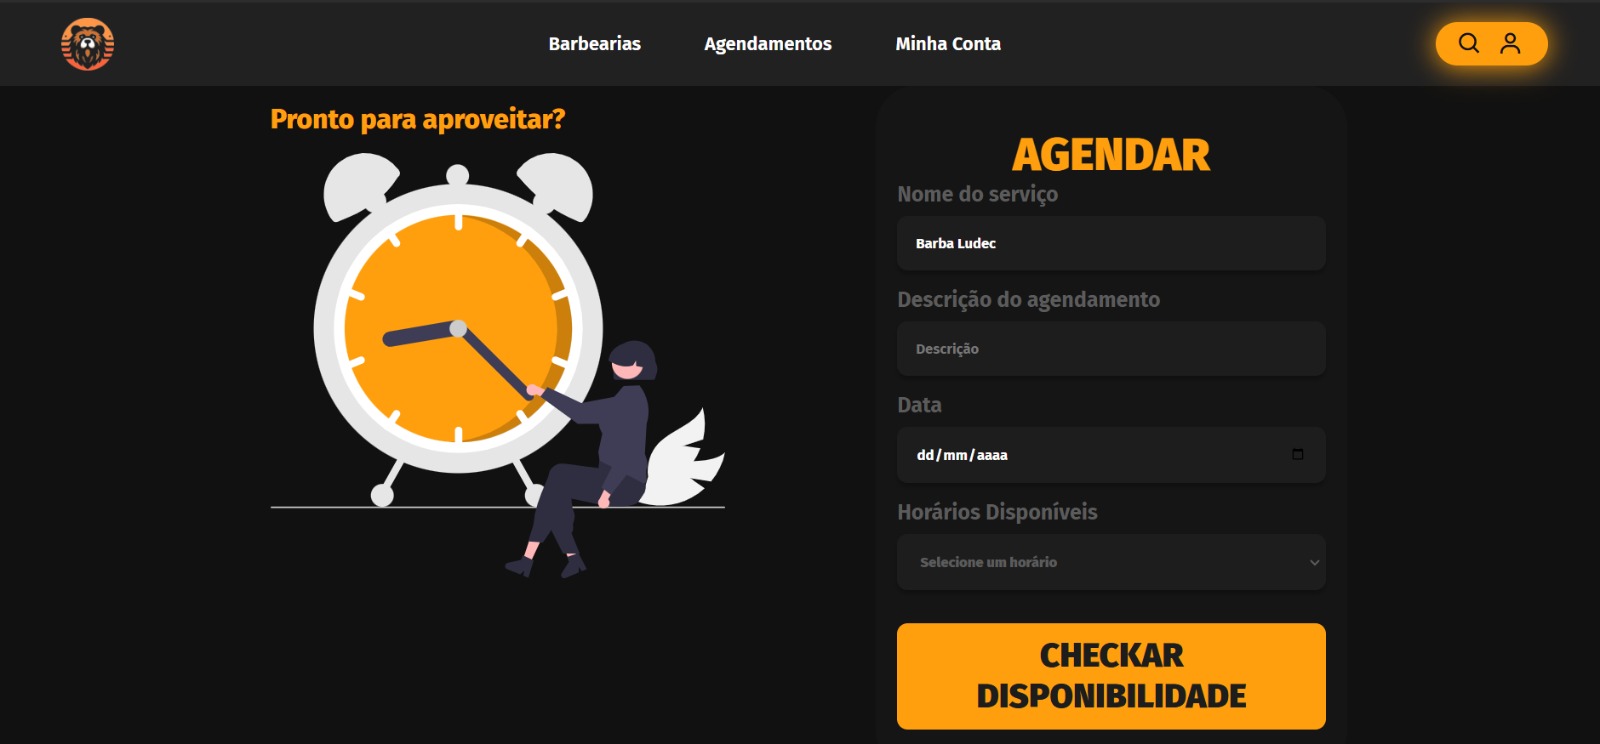 Barbearias
Agendamentos
Minha Conta
Pronto para aproveitar?
AGENDAR
Nome do serviço
Barba Ludec
Descrição do agendamento
Descrição
Data
dd/mm/aaaa
Horários Disponíveis
Selecione um horário
CHECKAR
DISPONIBILIDADE